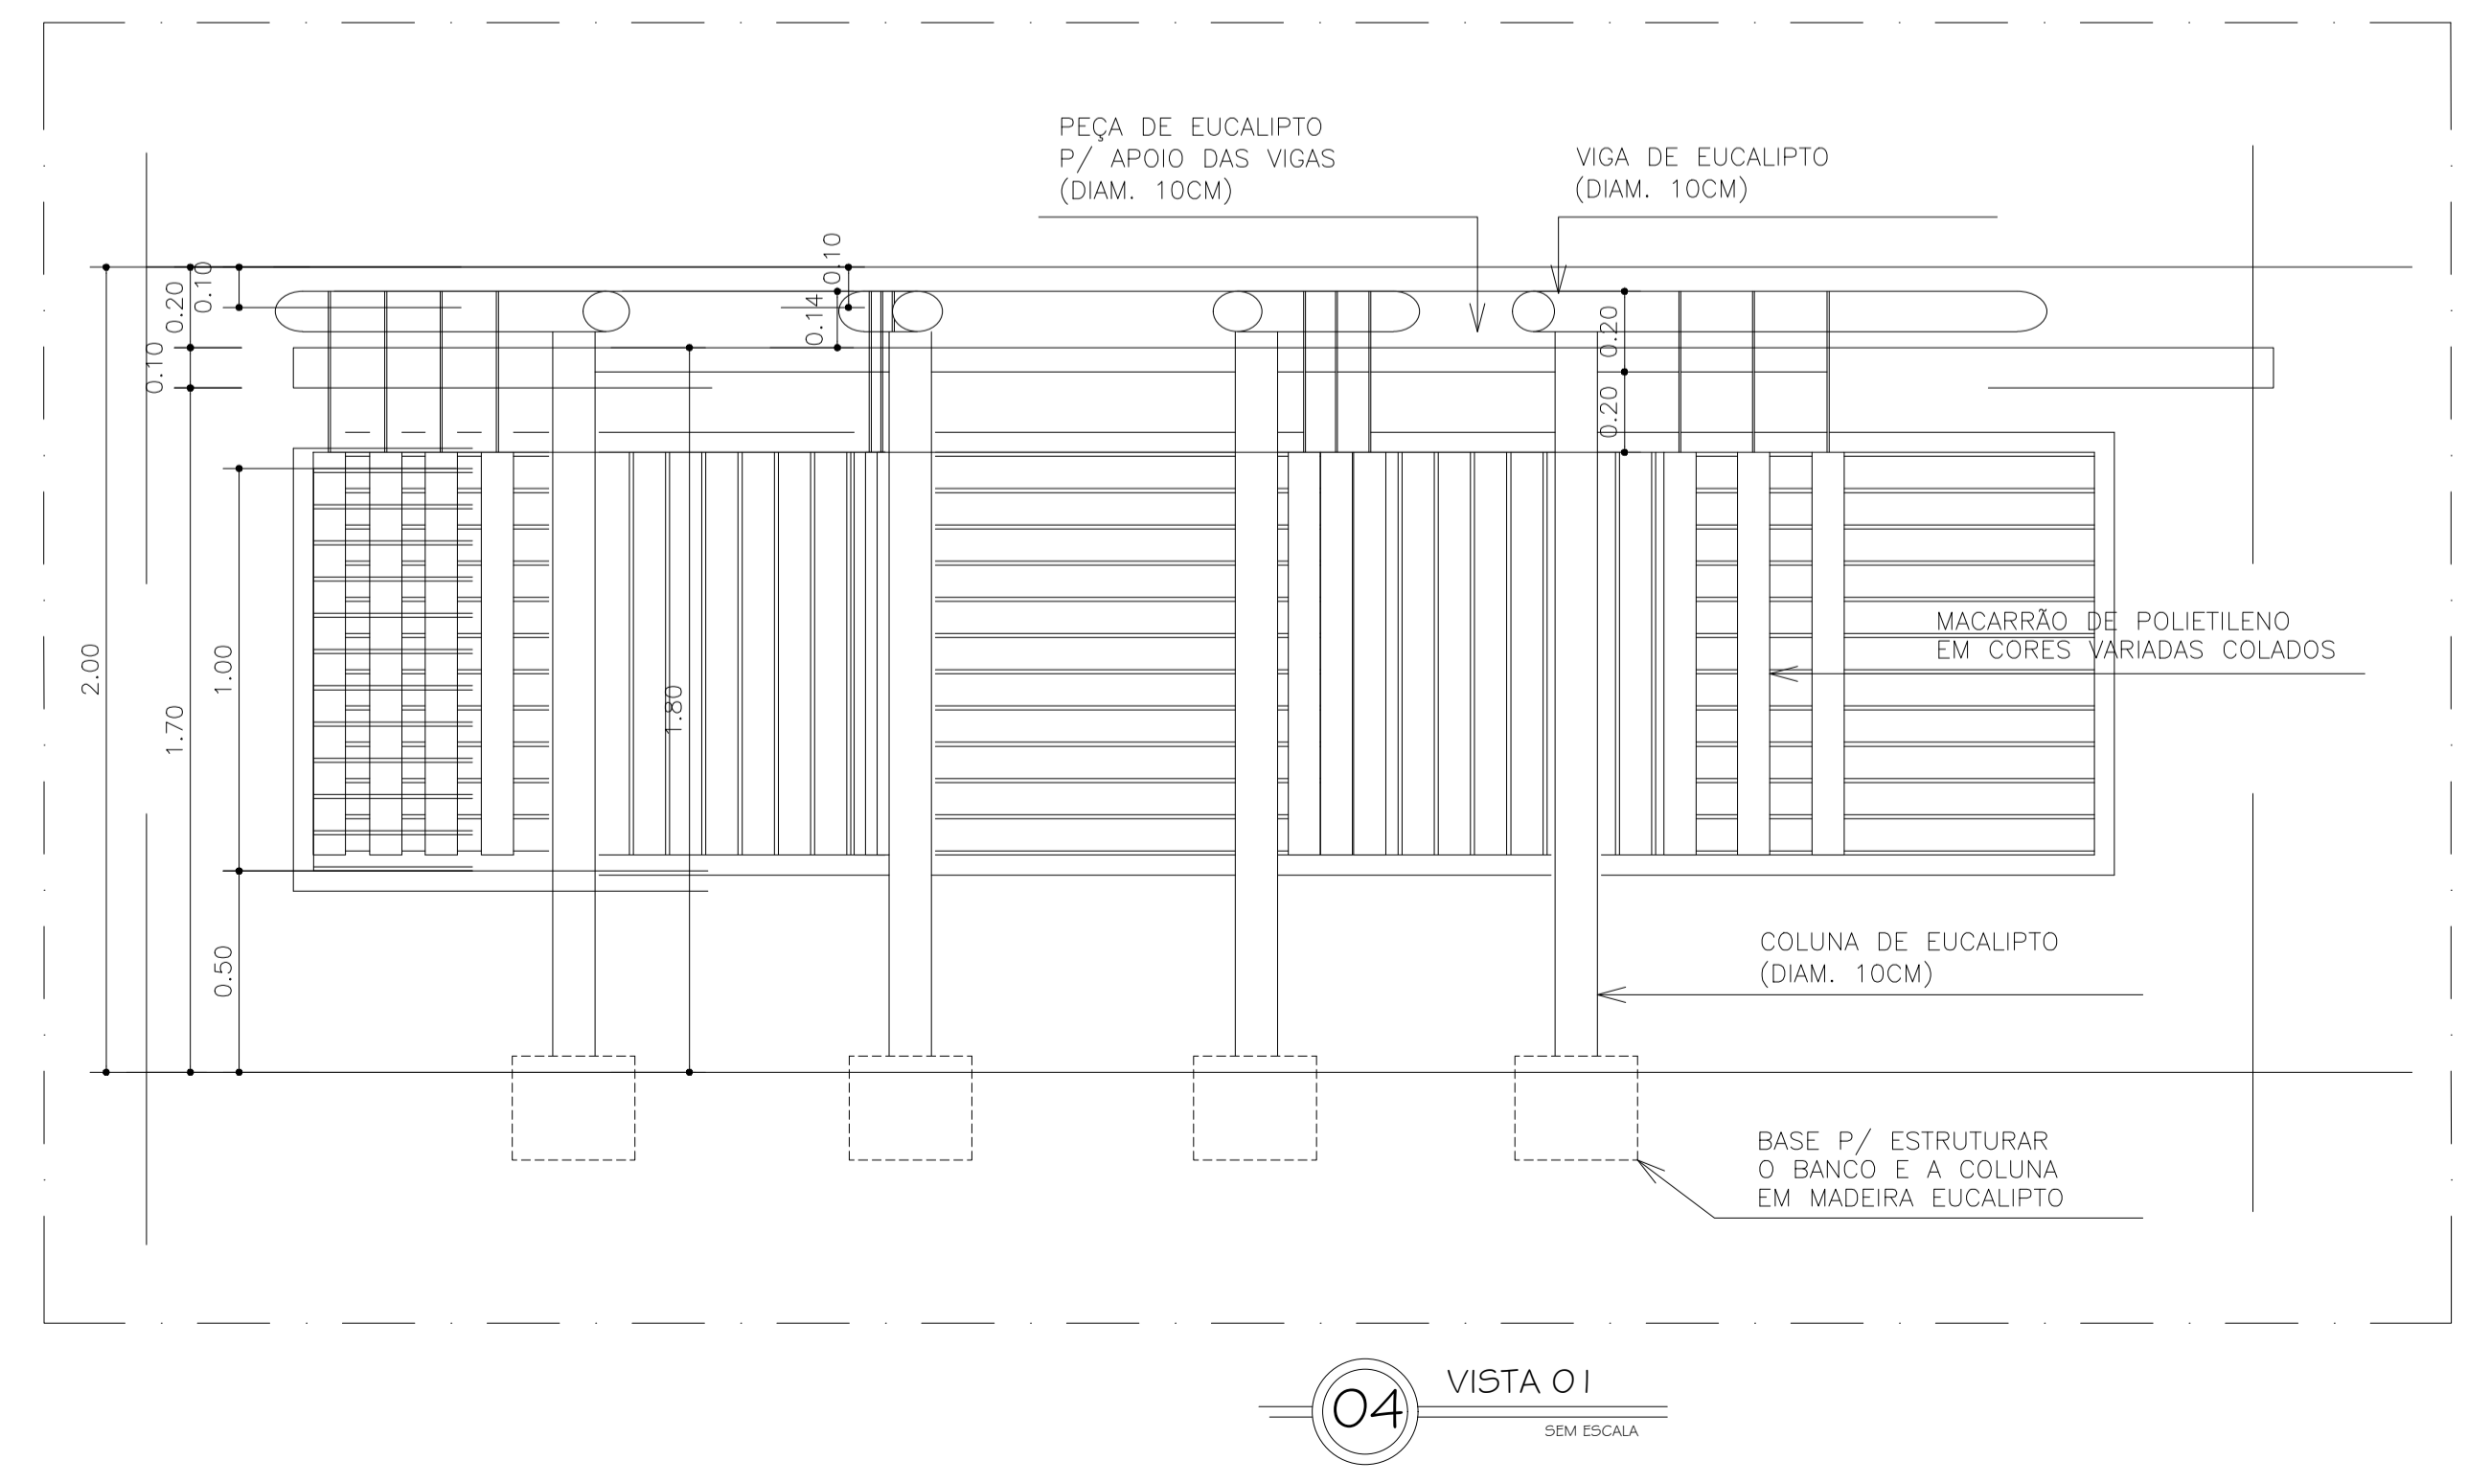 PEÇA DE EUCALIPTO
P/ APOIO DAS VIGAS
(DIAM. 10CM)
VIGA DE EUCALIPTO
(DIAM. 10CM)
0.10
0.20
0.10
0.10
0.14
0.20
0.20
2.00
1.70
1.00
1.80
0.50
MACARRÃO DE POLIETILENO
EM CORES VARIADAS COLADOS
COLUNA DE EUCALIPTO
(DIAM. 10CM)
BASE P/ ESTRUTURAR
O BANCO E A COLUNA
EM MADEIRA EUCALIPTO
04
VISTA 01
SEM ESCALA